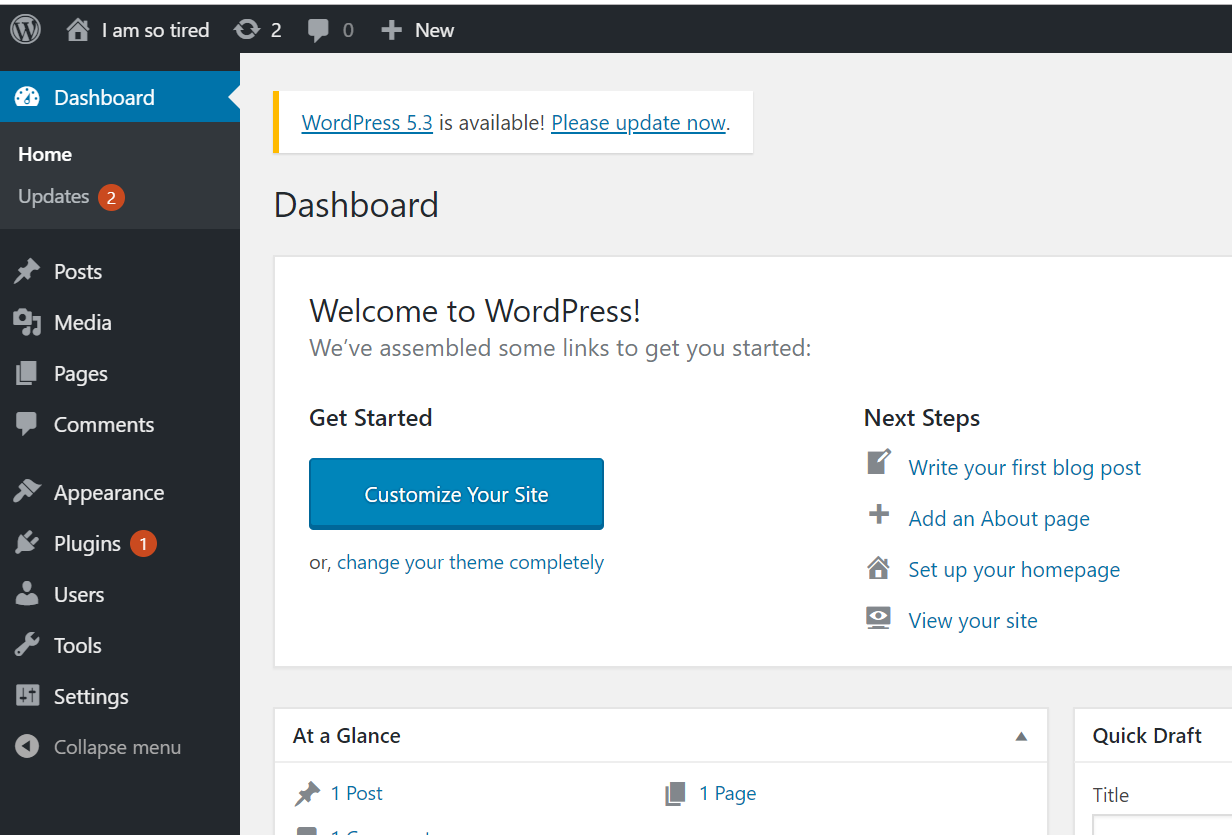 I am so tired 2 0 New
Dashboard
Home
Updates 2
Posts
Media
Pages
Comments
Appearance
Plugins 1
Users
Tools
Settings
Collapse menu
WordPress 5.3 is available! Please update now.
Dashboard
Welcome to WordPress!
We’ve assembled some links to get you started:
Get Started
Customize Your Site
or, change your theme completely
Next Steps
Write your first blog post
Add an About page
Set up your homepage
View your site
At a Glance
1 Post
1 Page
Quick Draft
Title